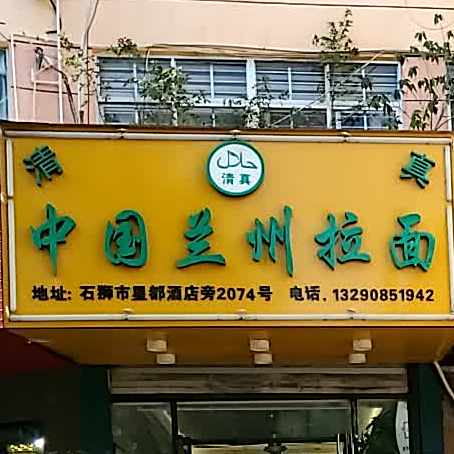 清 真
حلال
清真
中国兰州拉面
地址: 石狮市星都酒店旁2074号 电话. 13290851942